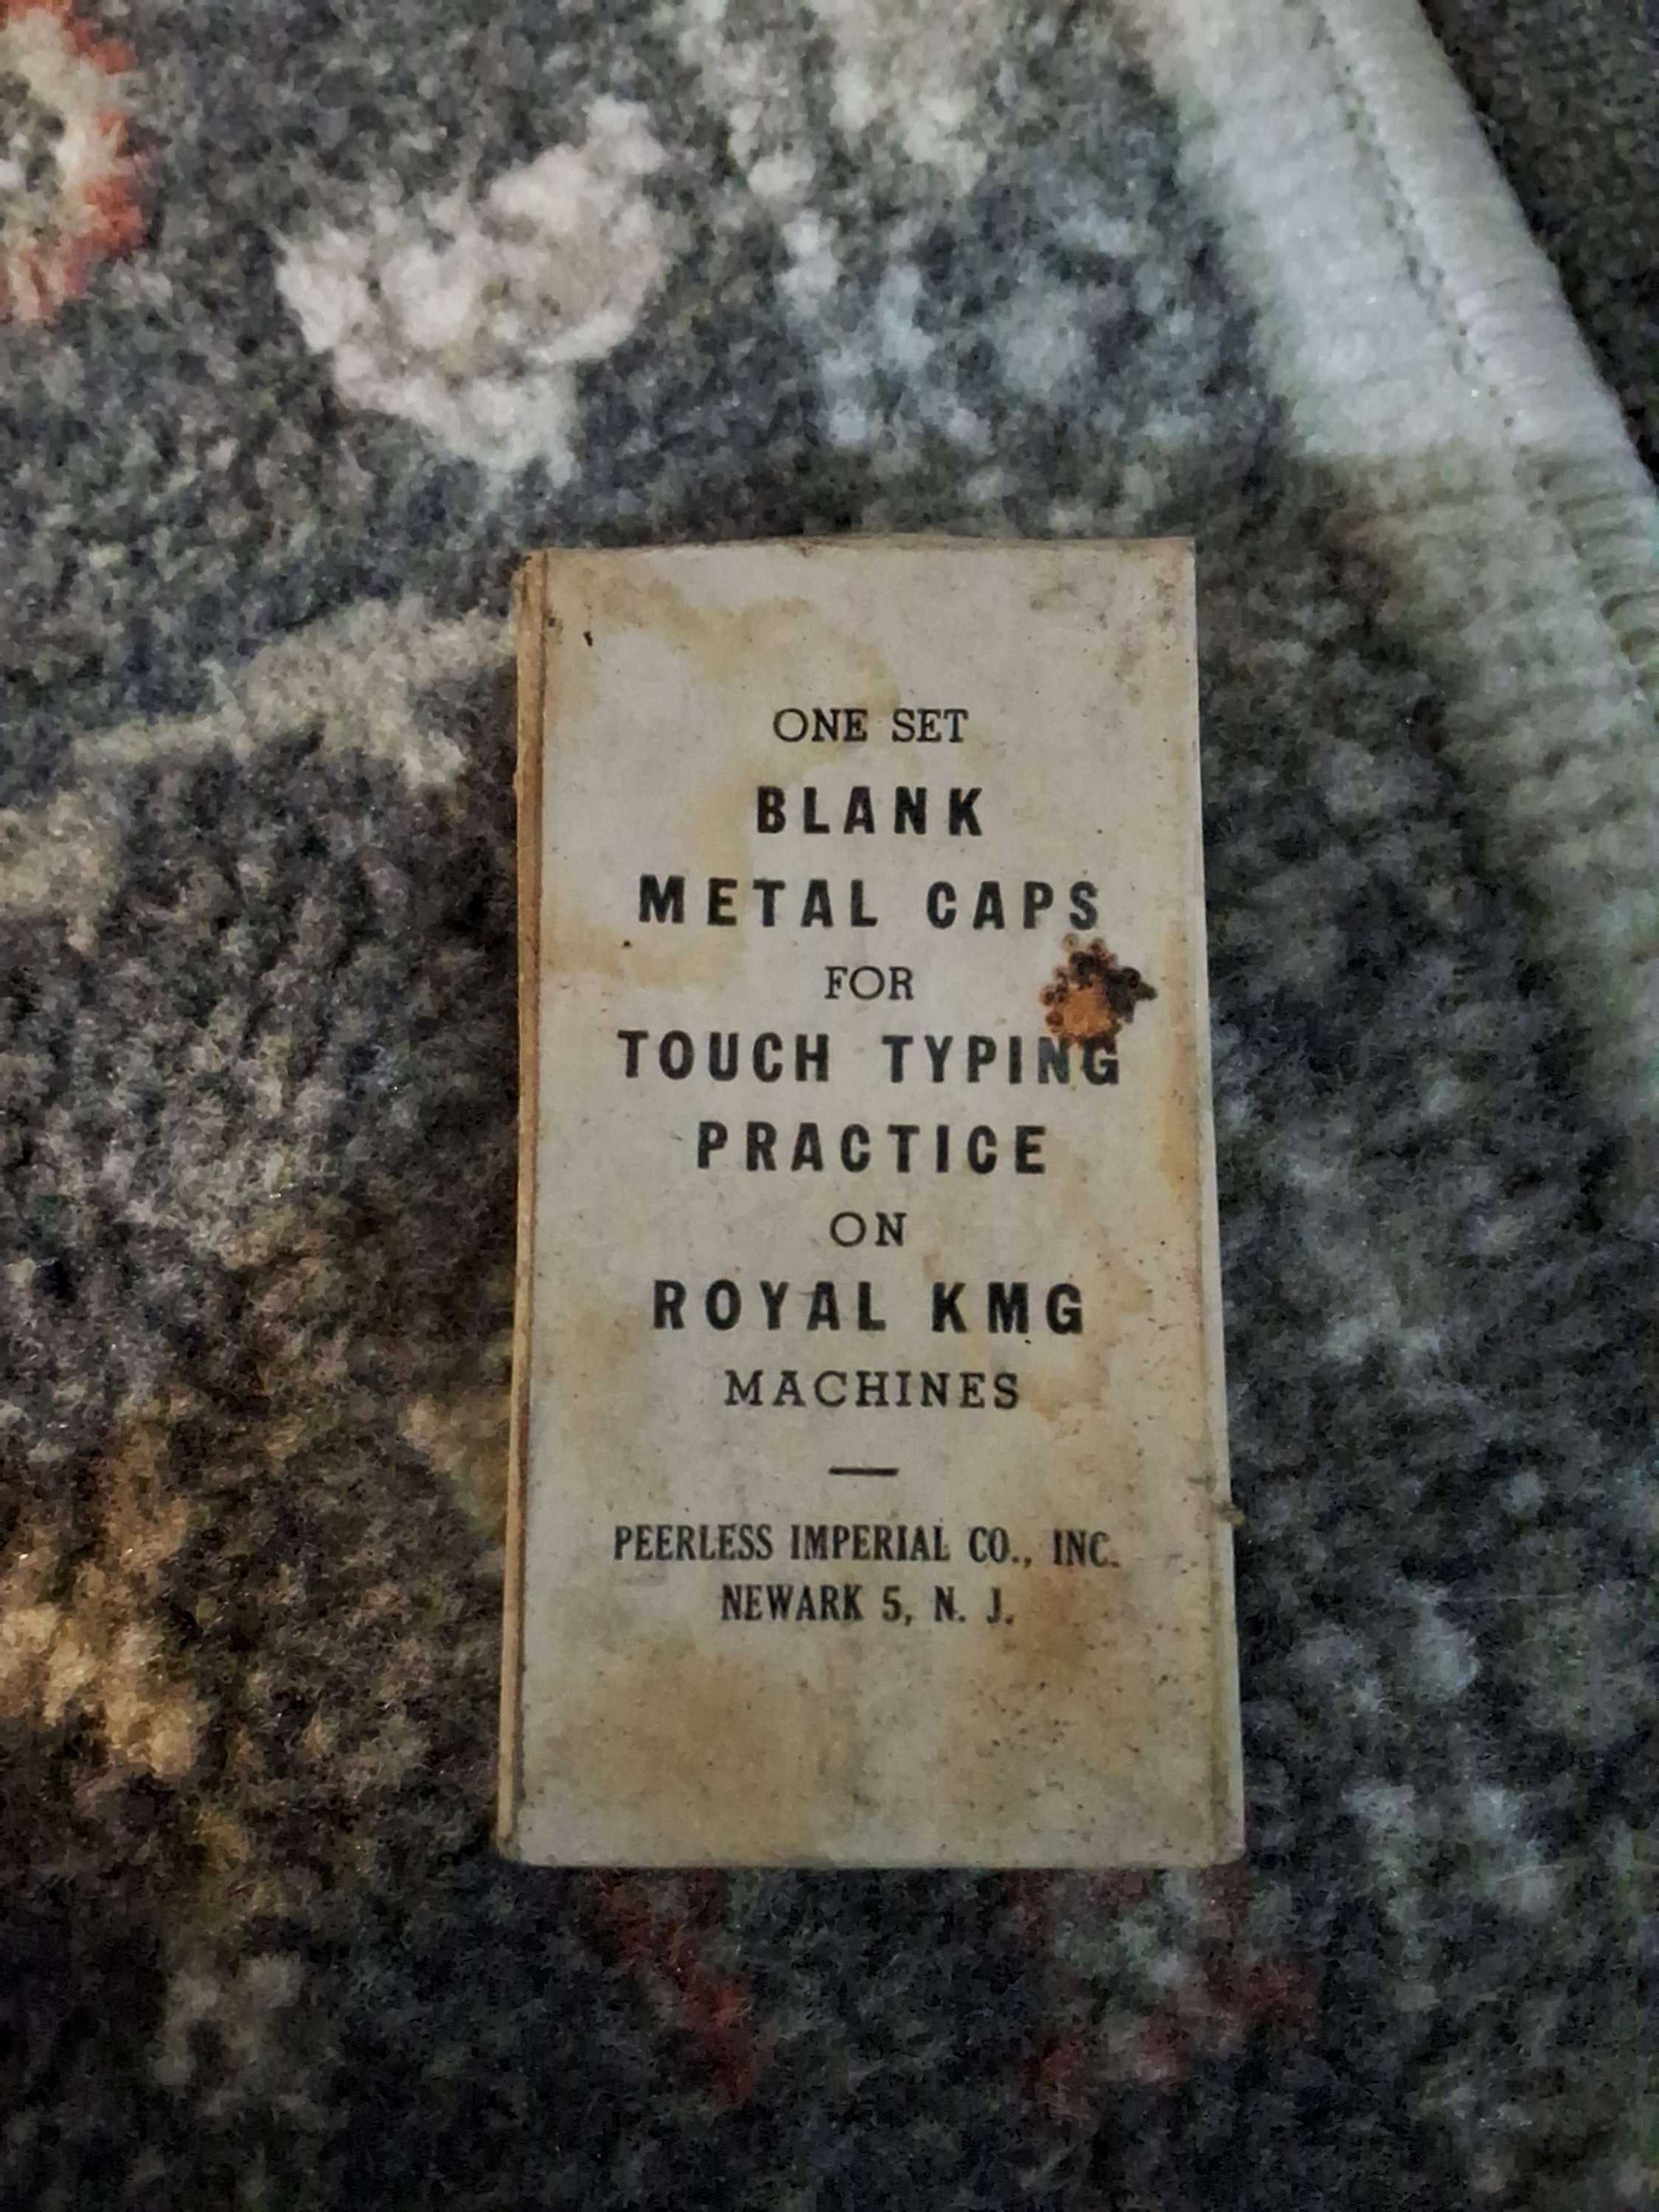 ONE SET
BLANK
METAL CAPS
FOR
TOUCH TYPING
PRACTICE
ON
ROYAL KMG
MACHINES
PEERLESS IMPERIAL CO., INC.
NEWARK 5, N. J.